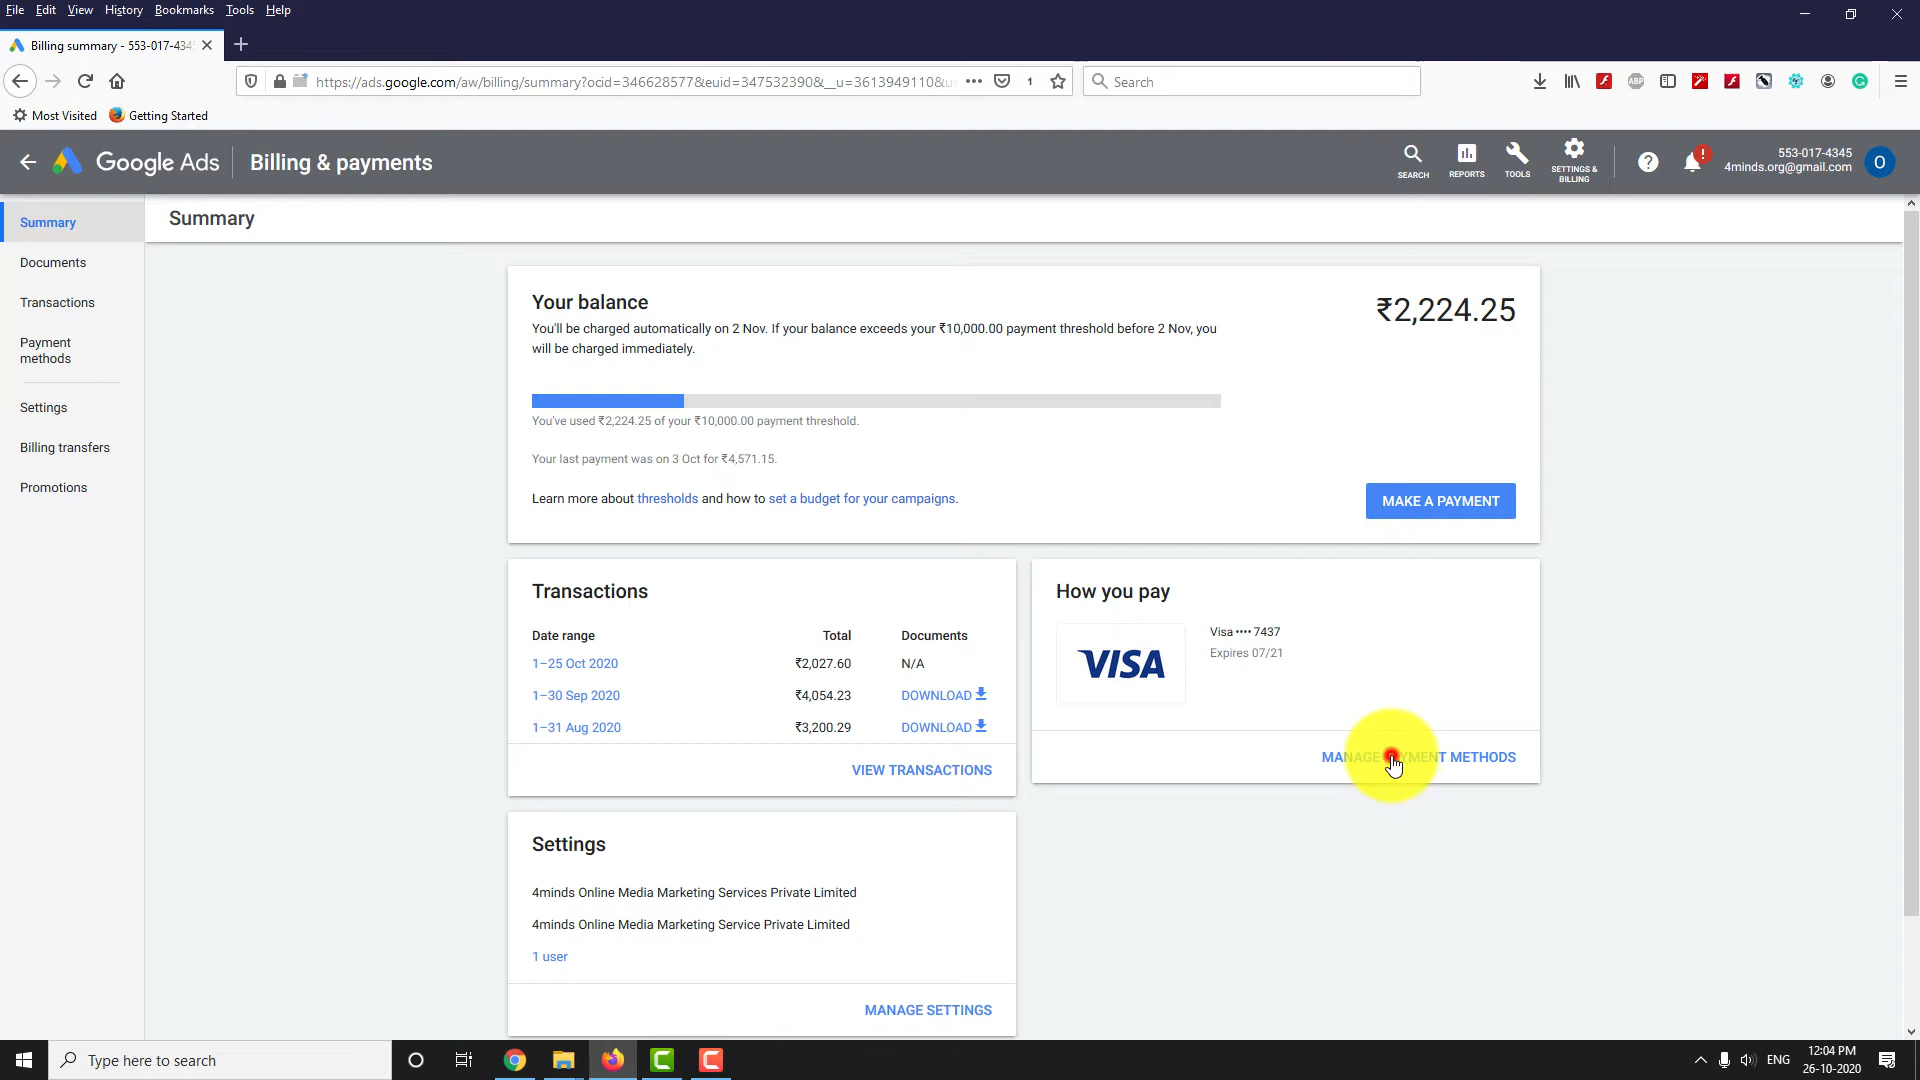 File Edit View History Bookmarks Tools Help
Billing summary - 553-017-434
https://ads.google.com/aw/billing/summary?ocid=346628577&euid=347532390&__u=3613949110&u
1
Search
Most Visited Getting Started
Google Ads Billing & payments
SEARCH
REPORTS
TOOLS
SETTINGS & BILLING
553-017-4345
4minds.org@gmail.com
O
Summary
Documents
Transactions
Payment
methods
Settings
Billing transfers
Promotions
Summary
Your balance
₹2,224.25
You'll be charged automatically on 2 Nov. If your balance exceeds your ₹10,000.00 payment threshold before 2 Nov, you
will be charged immediately.
You've used ₹2,224.25 of your ₹10,000.00 payment threshold.
Your last payment was on 3 Oct for ₹4,571.15.
Learn more about thresholds and how to set a budget for your campaigns.
MAKE A PAYMENT
Transactions
Date range Total Documents
1–25 Oct 2020 ₹2,027.60 N/A
1–30 Sep 2020 ₹4,054.23 DOWNLOAD
1–31 Aug 2020 ₹3,200.29 DOWNLOAD
VIEW TRANSACTIONS
How you pay
VISA
Visa •••• 7437
Expires 07/21
MANAGE PAYMENT METHODS
Settings
4minds Online Media Marketing Services Private Limited
4minds Online Media Marketing Service Private Limited
1 user
MANAGE SETTINGS
Type here to search
ENG
12:04 PM
26-10-2020